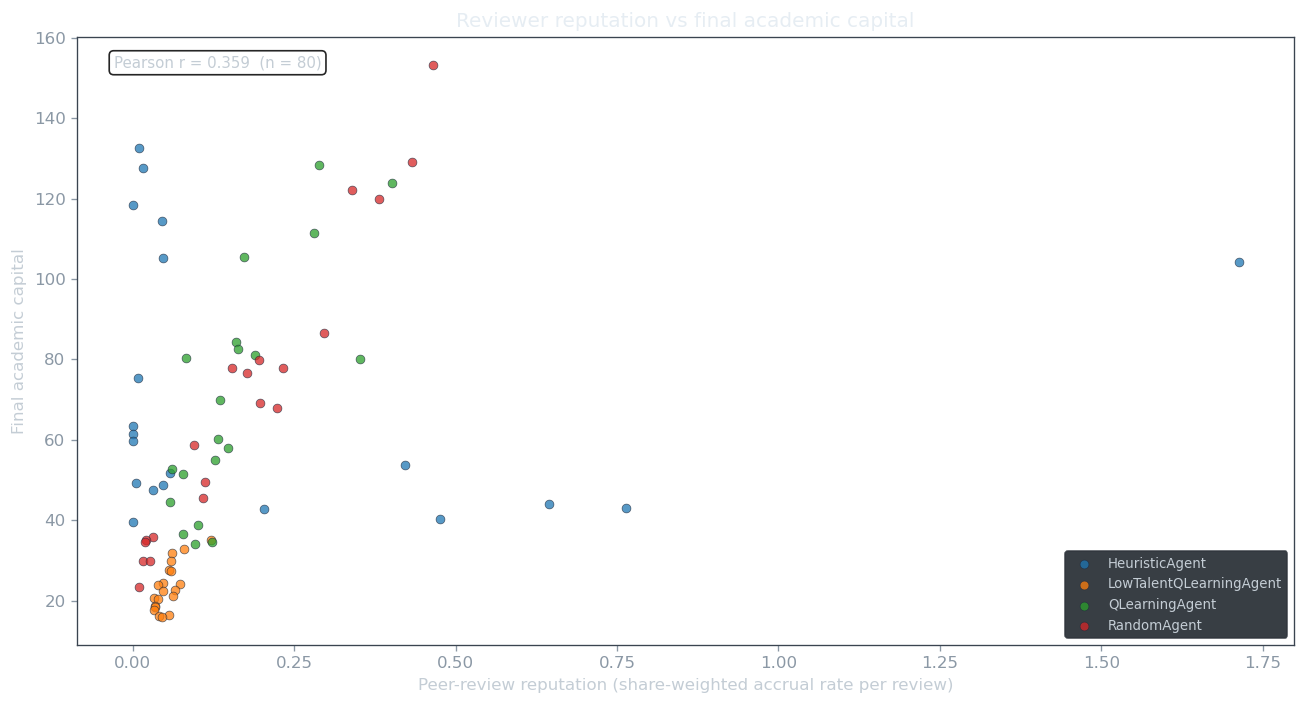 Reviewer reputation vs final academic capital
Pearson r = 0.359  (n = 80)
Final academic capital
160
140
120
100
80
60
40
20
0.00
0.25
0.50
0.75
1.00
1.25
1.50
1.75
Peer-review reputation (share-weighted accrual rate per review)
HeuristicAgent
LowTalentQLearningAgent
QLearningAgent
RandomAgent